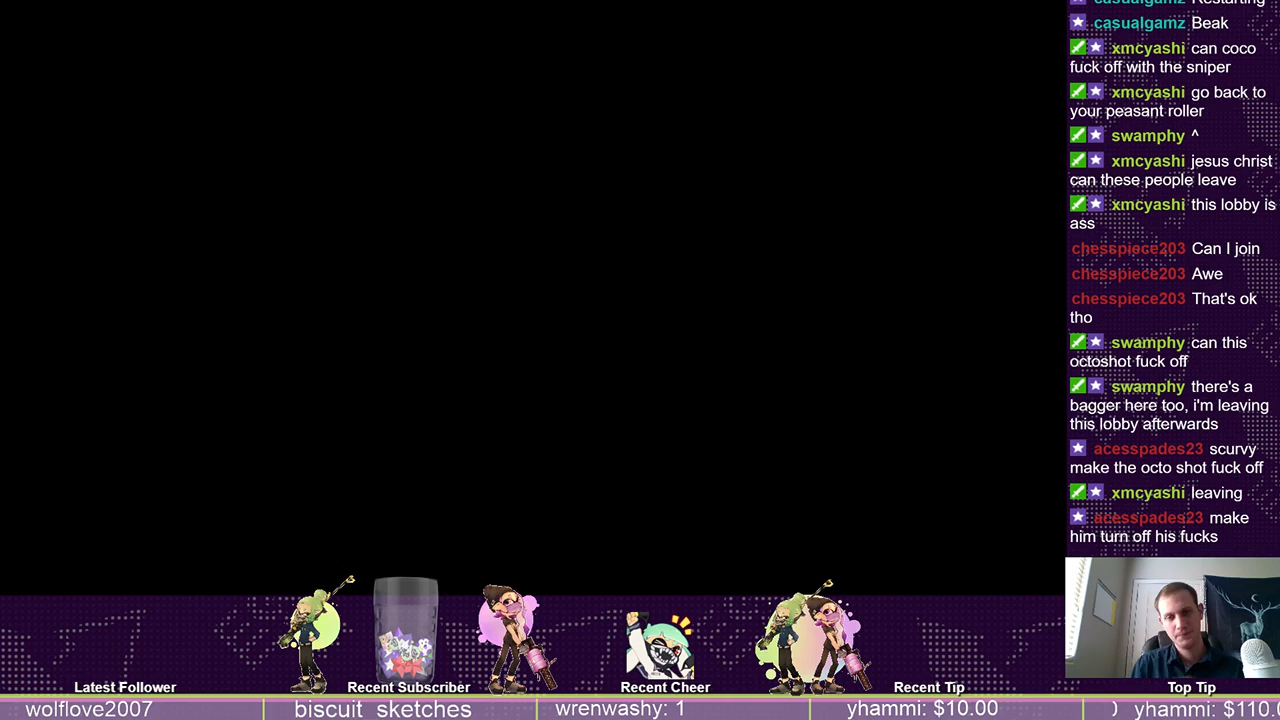 casualgamz Restarting
casualgamz Beak
xmcyashi can coco
fuck off with the sniper
xmcyashi go back to
your peasant roller
swamphy ^
xmcyashi jesus christ
can these people leave
xmcyashi this lobby is
ass
chesspiece203 Can I join
chesspiece203 Awe
chesspiece203 That's ok
tho
swamphy can this
octoshot fuck off
swamphy there's a
bagger here too, i'm leaving
this lobby afterwards
acesspades23 scurvy
make the octo shot fuck off
xmcyashi leaving
acesspades23 make
him turn off his fucks
Latest Follower
Recent Subscriber
Recent Cheer
Recent Tip
Top Tip
wolflove2007
biscuit_sketches
wrenwashy: 1
yhammi: $10.00
) yhammi: $110.